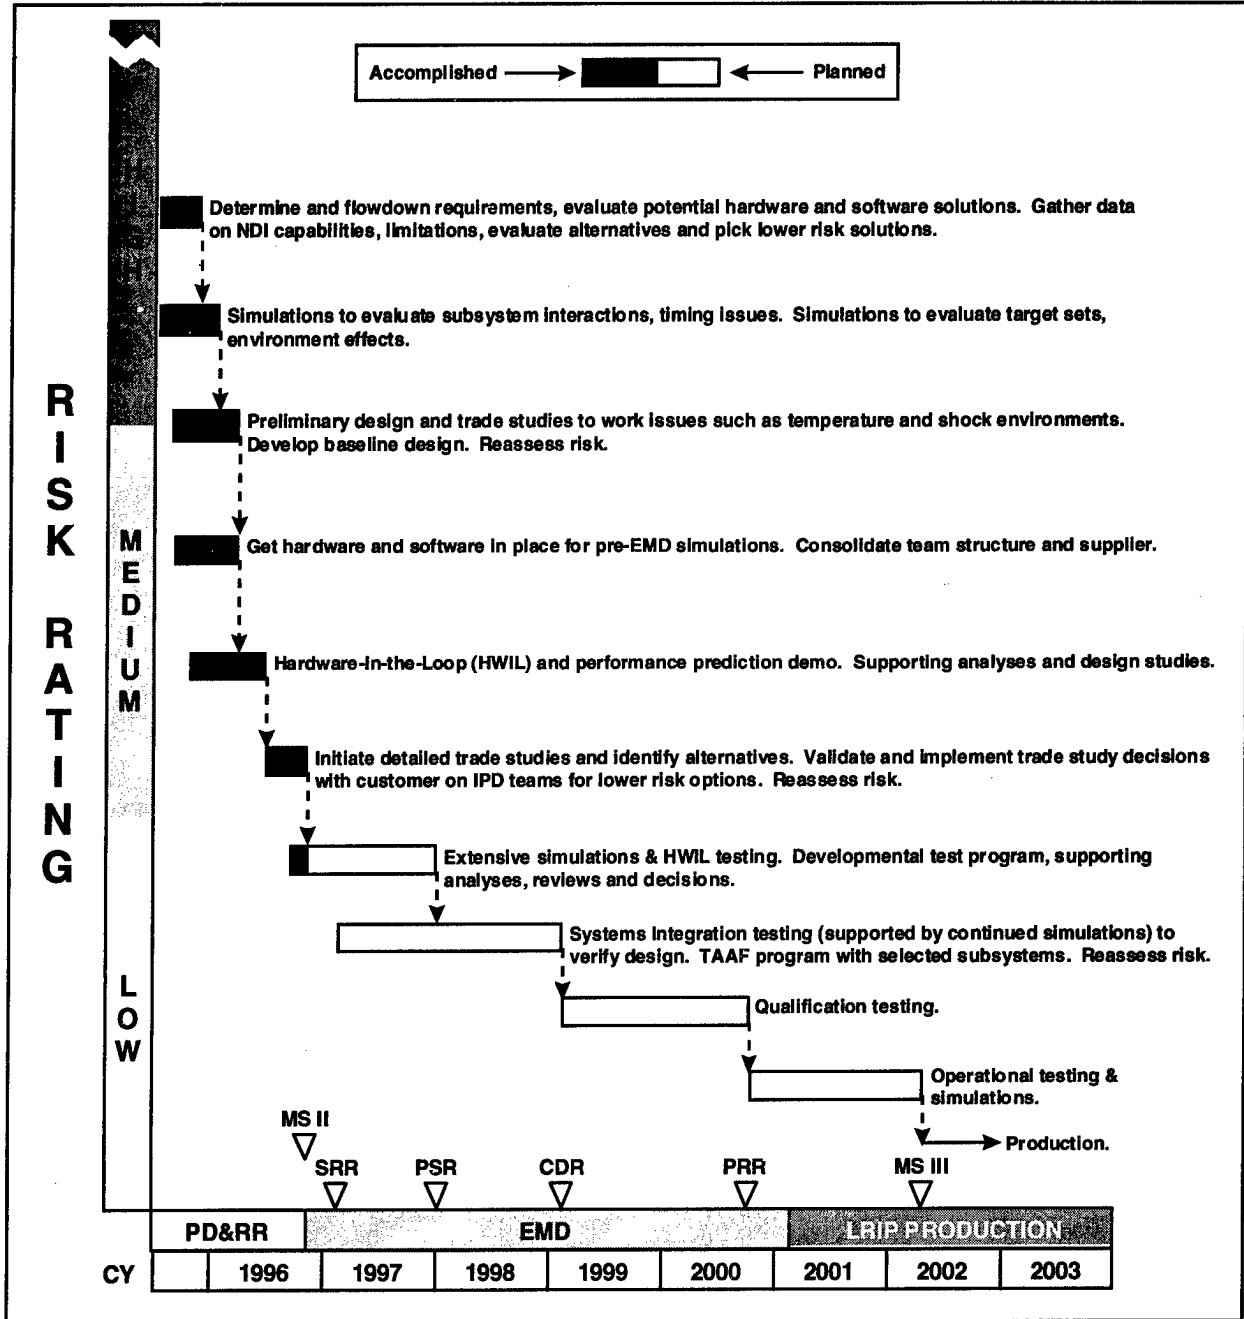 Accomplished
Planned
Determine and flowdown requirements, evaluate potential hardware and software solutions. Gather data
on NDI capabilities, limitations, evaluate alternatives and pick lower risk solutions.
Simulations to evaluate subsystem interactions, timing issues. Simulations to evaluate target sets,
environment effects.
Preliminary design and trade studies to work issues such as temperature and shock environments.
Develop baseline design. Reassess risk.
RISK RATING
MEDIUM
Get hardware and software in place for pre-EMD simulations. Consolidate team structure and supplier.
Hardware-in-the-Loop (HWIL) and performance prediction demo. Supporting analyses and design studies.
Initiate detailed trade studies and identify alternatives. Validate and implement trade study decisions
with customer on IPD teams for lower risk options. Reassess risk.
Extensive simulations & HWIL testing. Developmental test program, supporting
analyses, reviews and decisions.
Systems integration testing (supported by continued simulations) to
verify design. TAAF program with selected subsystems. Reassess risk.
LOW
Qualification testing.
Operational testing &
simulations.
Production.
MS II
SRR PSR CDR PRR MS III
PD&RR EMD LRIP PRODUCTION
CY 1996 1997 1998 1999 2000 2001 2002 2003